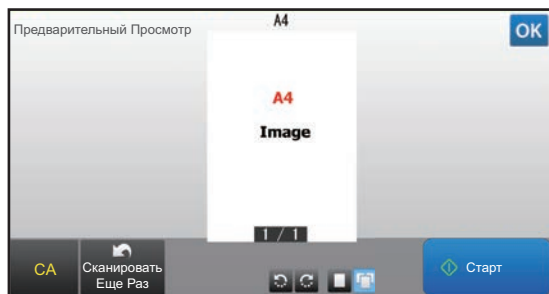 A4
Предварительный Просмотр
OK
A4
Image
1 / 1
CA
Сканировать
Еще Раз
Старт